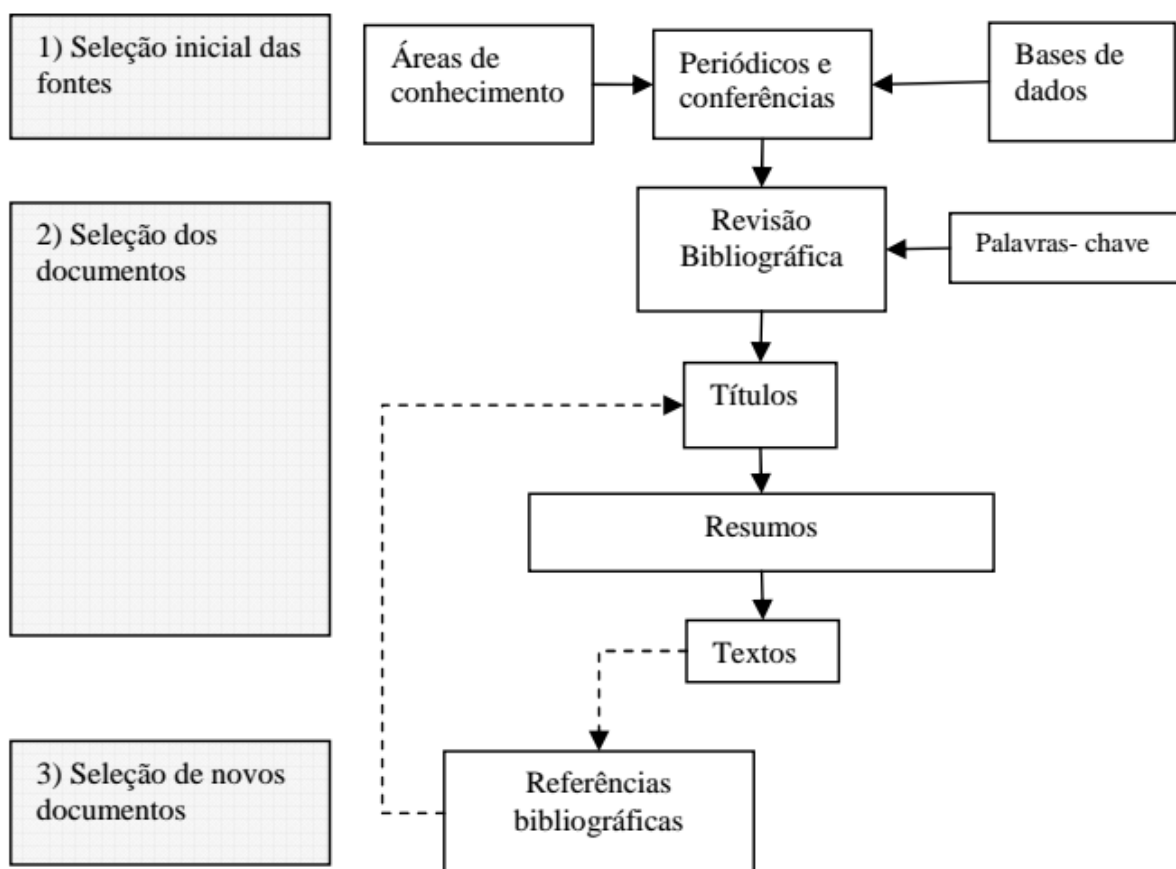 1) Seleção inicial das
fontes
Áreas de
conhecimento
Periódicos e
conferências
Bases de
dados
2) Seleção dos
documentos
Revisão
Bibliográfica
Palavras- chave
Títulos
Resumos
Textos
3) Seleção de novos
documentos
Referências
bibliográficas